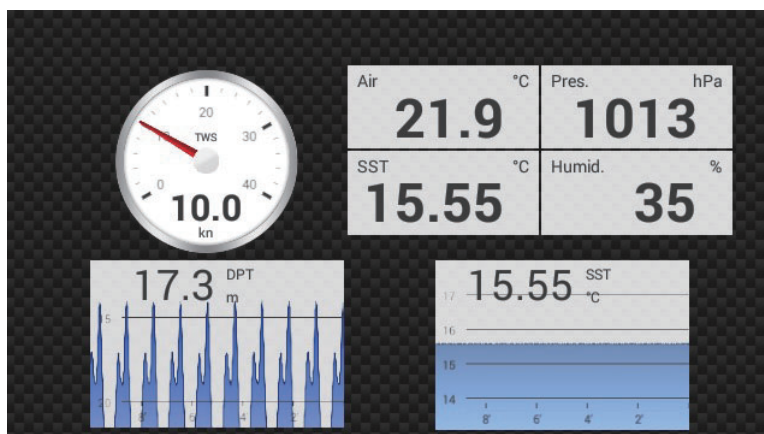 20
TWS
10
30
0
40
10.0
kn
Air °C
21.9
Pres. hPa
1013
SST °C
15.55
Humid. %
35
17.3 DPT
m
15
20
8' 6' 4' 2'
15.55 SST
°C
17
16
15
14
8' 6' 4' 2'